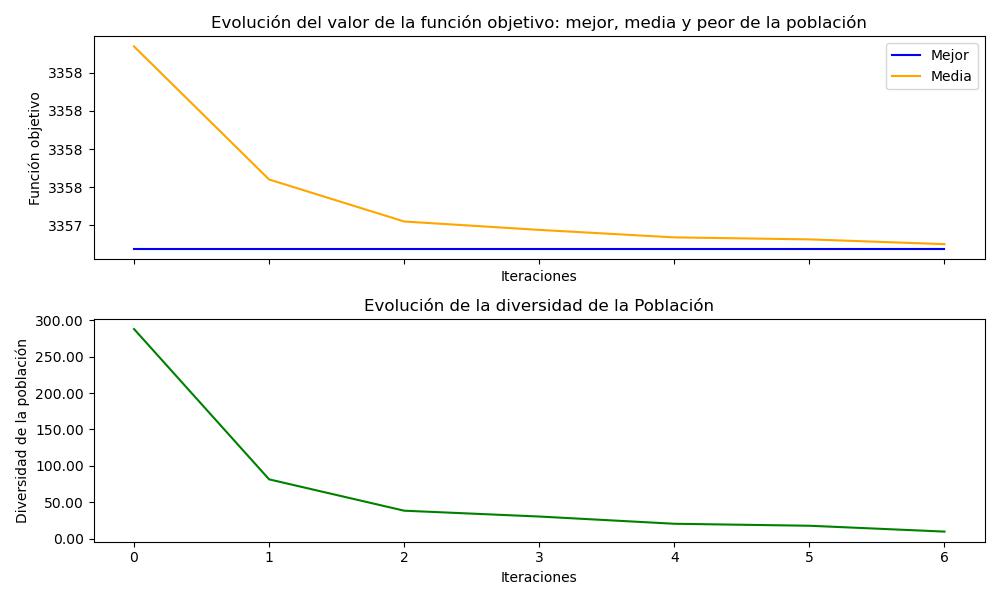 Evolución del valor de la función objetivo: mejor, media y peor de la población
Función objetivo
3358
3358
3358
3358
3357
Mejor
Media
Iteraciones
Evolución de la diversidad de la Población
Diversidad de la población
300.00
250.00
200.00
150.00
100.00
50.00
0.00
0 1 2 3 4 5 6
Iteraciones